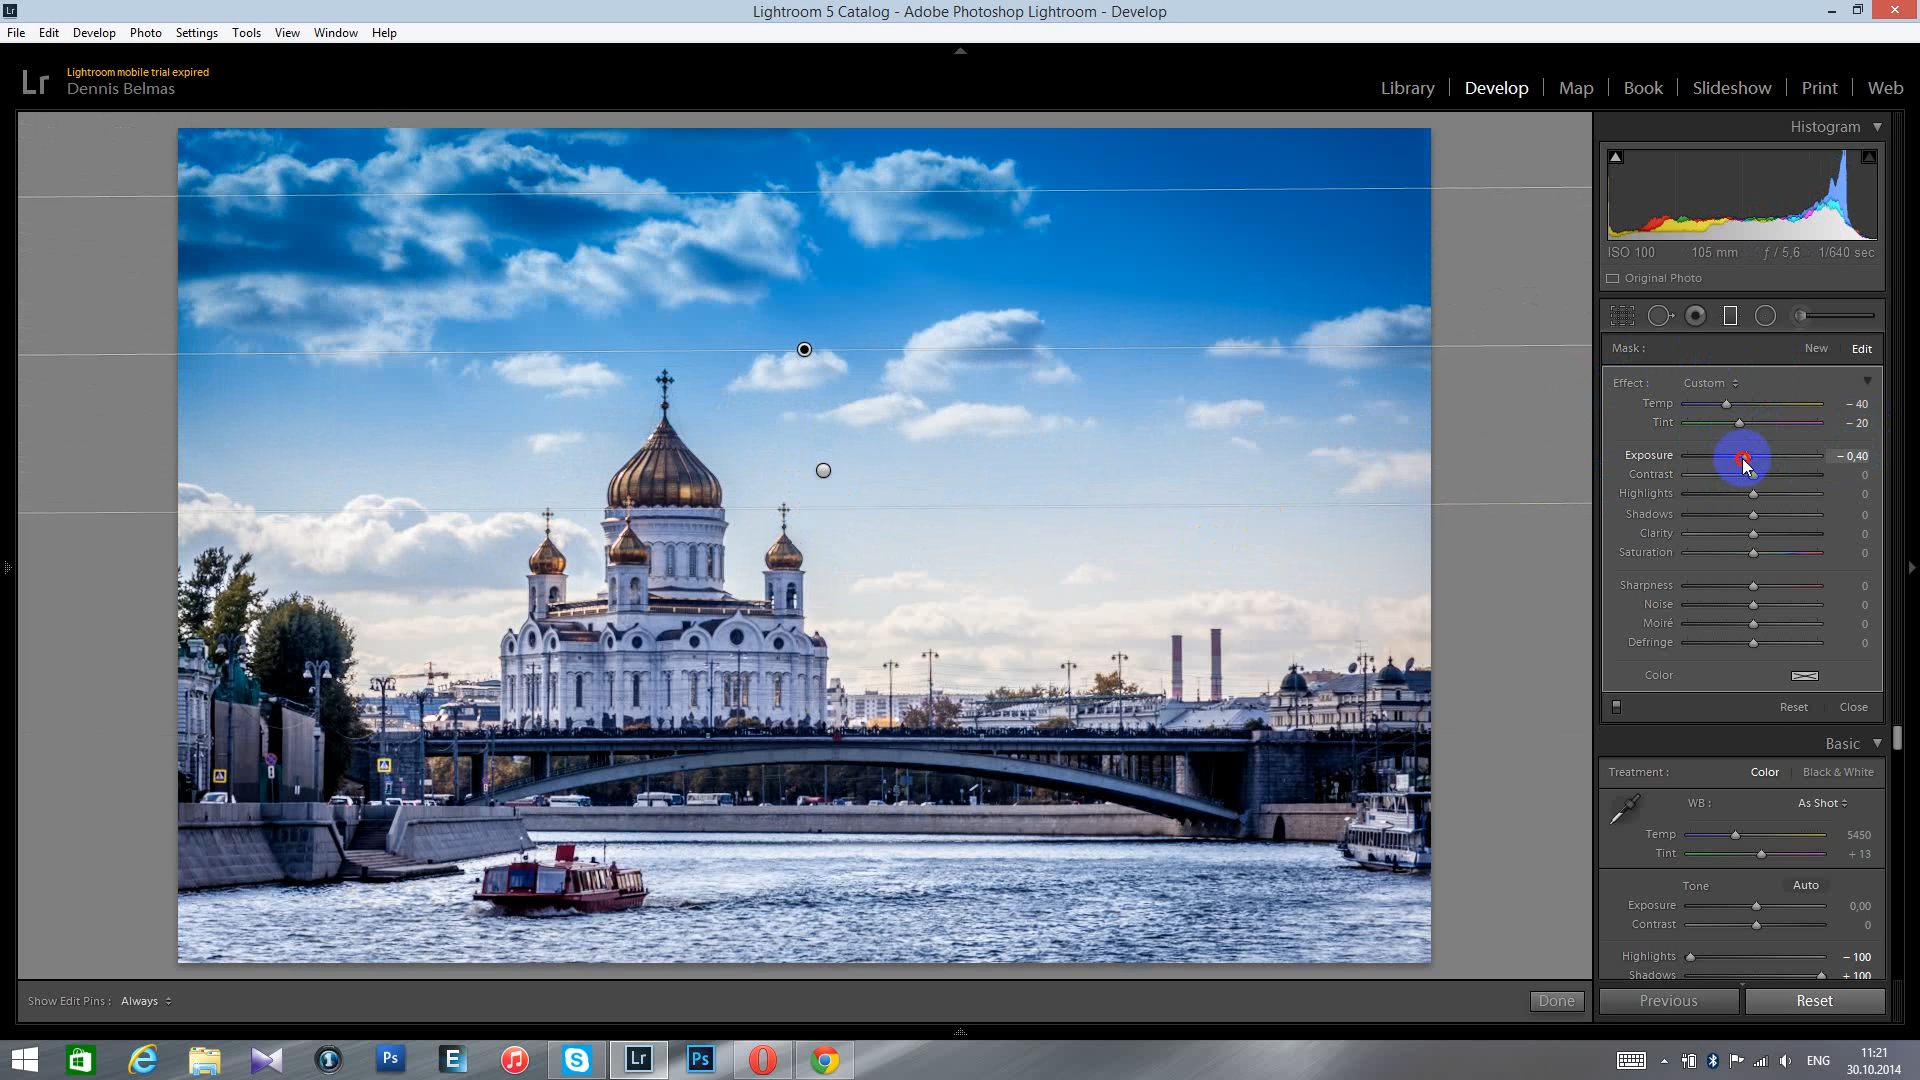 Lr Lightroom 5 Catalog - Adobe Photoshop Lightroom - Develop
File Edit Develop Photo Settings Tools View Window Help
Lr
Lightroom mobile trial expired
Dennis Belmas
Library Develop Map Book Slideshow Print Web
Histogram
ISO 100 105 mm ƒ / 5,6 1/640 sec
Original Photo
Mask : New Edit
Effect : Custom
Temp − 40
Tint − 20
Exposure − 0,40
Contrast 0
Highlights 0
Shadows 0
Clarity 0
Saturation 0
Sharpness 0
Noise 0
Moiré 0
Defringe 0
Color
Reset Close
Basic
Treatment : Color Black & White
WB : As Shot
Temp 5450
Tint + 13
Tone Auto
Exposure 0,00
Contrast 0
Highlights − 100
Shadows + 100
Show Edit Pins : Always
Done
Previous Reset
Ps E Lr Ps
ENG
11:21
30.10.2014